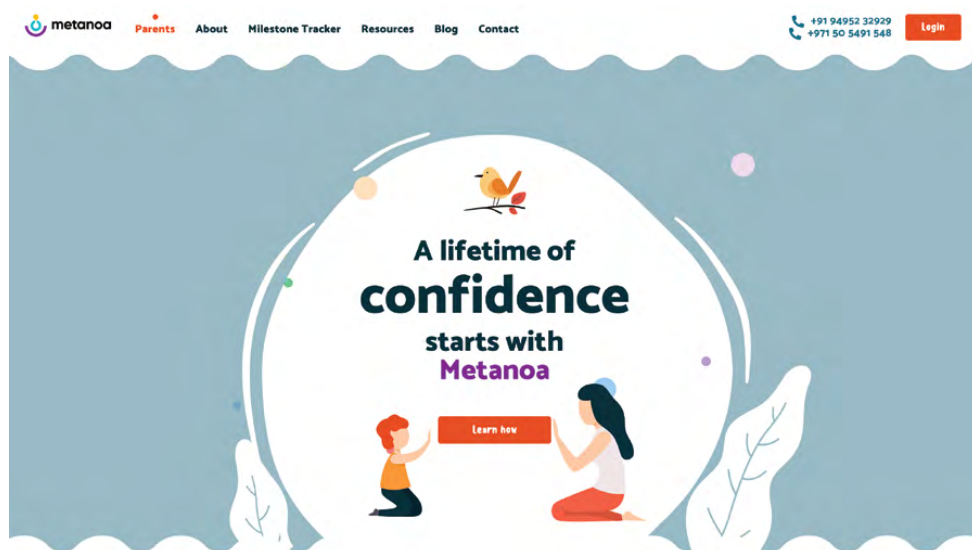 metanoa
Parents About Milestone Tracker Resources Blog Contact
+91 94952 32929
+971 50 5491 548
Login
A lifetime of
confidence
starts with
Metanoa
Learn how